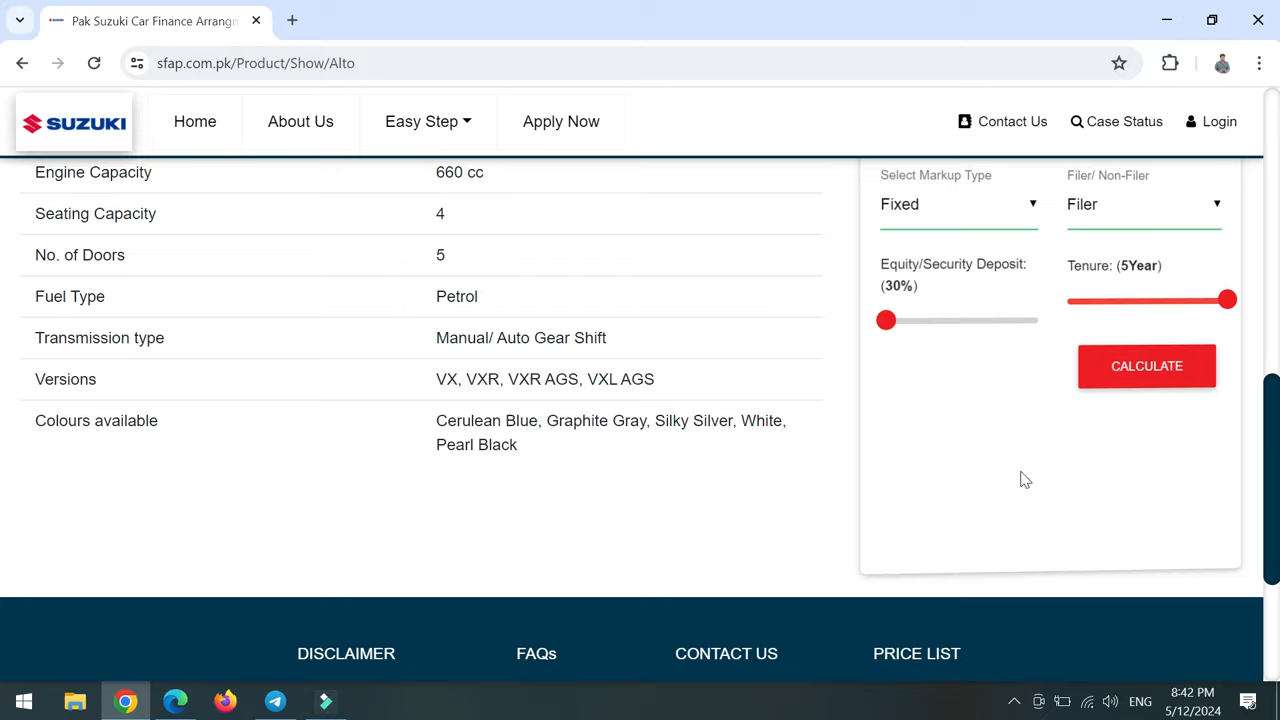 Pak Suzuki Car Finance Arrangm
sfap.com.pk/Product/Show/Alto
SUZUKI
Home
About Us
Easy Step
Apply Now
Contact Us
Case Status
Login
Engine Capacity 660 cc
Seating Capacity 4
No. of Doors 5
Fuel Type Petrol
Transmission type Manual/ Auto Gear Shift
Versions VX, VXR, VXR AGS, VXL AGS
Colours available Cerulean Blue, Graphite Gray, Silky Silver, White,
Pearl Black
Select Markup Type
Fixed
Filer/ Non-Filer
Filer
Equity/Security Deposit:
(30%)
Tenure: (5Year)
CALCULATE
DISCLAIMER
FAQs
CONTACT US
PRICE LIST
ENG
8:42 PM
5/12/2024